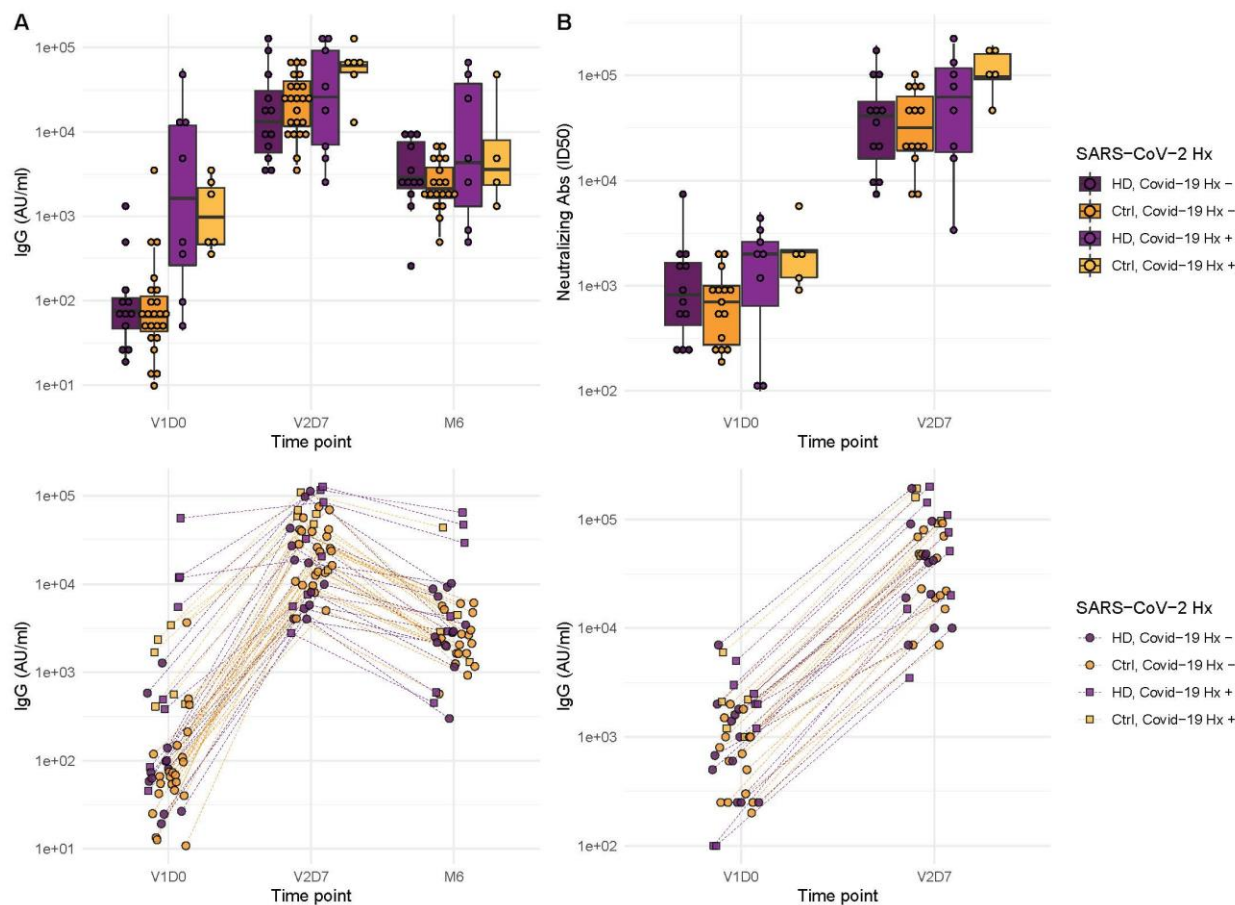 A
IgG (AU/ml)
1e+05
1e+04
1e+03
1e+02
1e+01
V1D0
V2D7
M6
Time point
B
Neutralizing Abs (ID50)
1e+05
1e+04
1e+03
1e+02
V1D0
V2D7
Time point
SARS−CoV−2 Hx
HD, Covid−19 Hx −
Ctrl, Covid−19 Hx −
HD, Covid−19 Hx +
Ctrl, Covid−19 Hx +
IgG (AU/ml)
1e+05
1e+04
1e+03
1e+02
1e+01
V1D0
V2D7
M6
Time point
IgG (AU/ml)
1e+05
1e+04
1e+03
1e+02
V1D0
V2D7
Time point
SARS−CoV−2 Hx
HD, Covid−19 Hx −
Ctrl, Covid−19 Hx −
HD, Covid−19 Hx +
Ctrl, Covid−19 Hx +